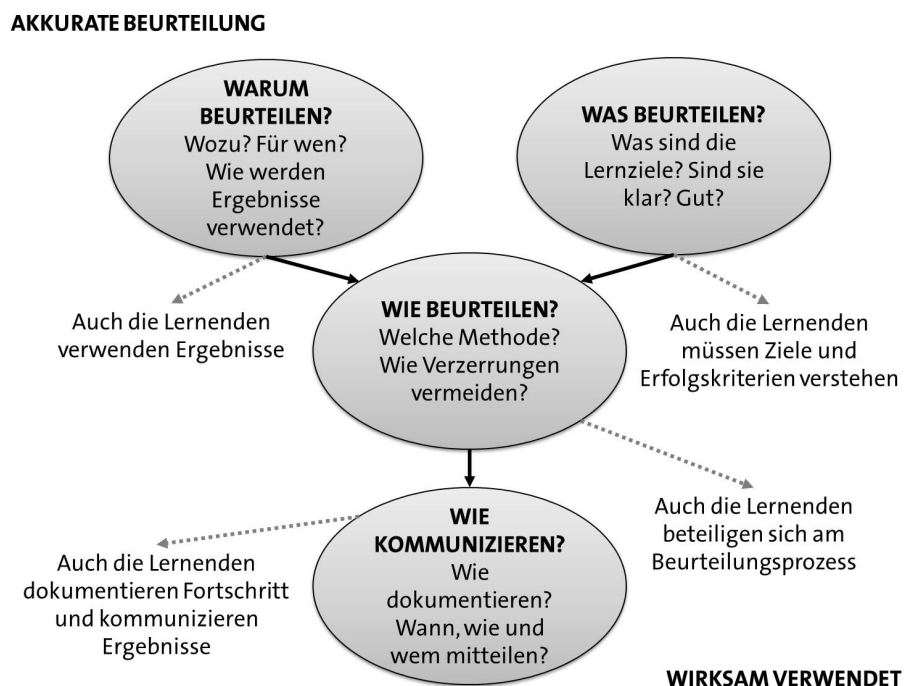 AKKURATE BEURTEILUNG
WARUM
BEURTEILEN?
Wozu? Für wen?
Wie werden
Ergebnisse
verwendet?
WAS BEURTEILEN?
Was sind die
Lernziele? Sind sie
klar? Gut?
Auch die Lernenden
verwenden Ergebnisse
WIE BEURTEILEN?
Welche Methode?
Wie Verzerrungen
vermeiden?
Auch die Lernenden
müssen Ziele und
Erfolgskriterien verstehen
Auch die Lernenden
beteiligen sich am
Beurteilungsprozess
WIE
KOMMUNIZIEREN?
Wie
dokumentieren?
Wann, wie und
wem mitteilen?
Auch die Lernenden
dokumentieren Fortschritt
und kommunizieren
Ergebnisse
WIRKSAM VERWENDET